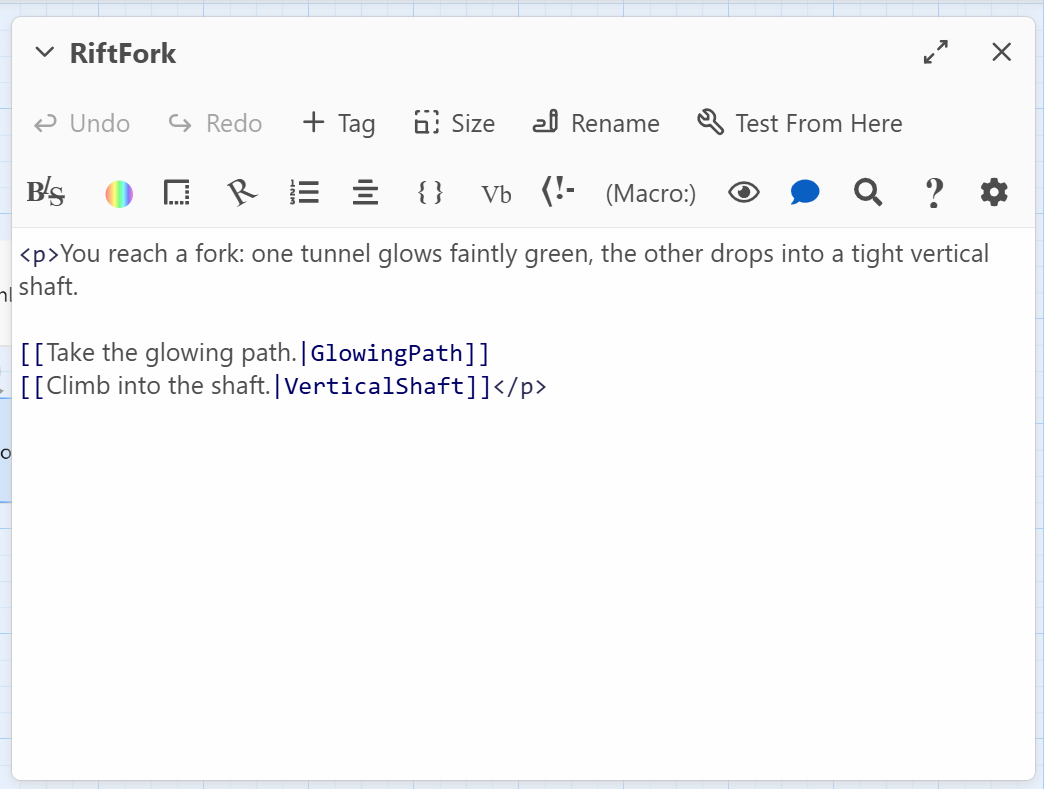 RiftFork
Undo Redo + Tag Size Rename Test From Here
B/S { } Vb (Macro:) ?
<p>You reach a fork: one tunnel glows faintly green, the other drops into a tight vertical
shaft.
[[Take the glowing path.|GlowingPath]]
[[Climb into the shaft.|VerticalShaft]]</p>